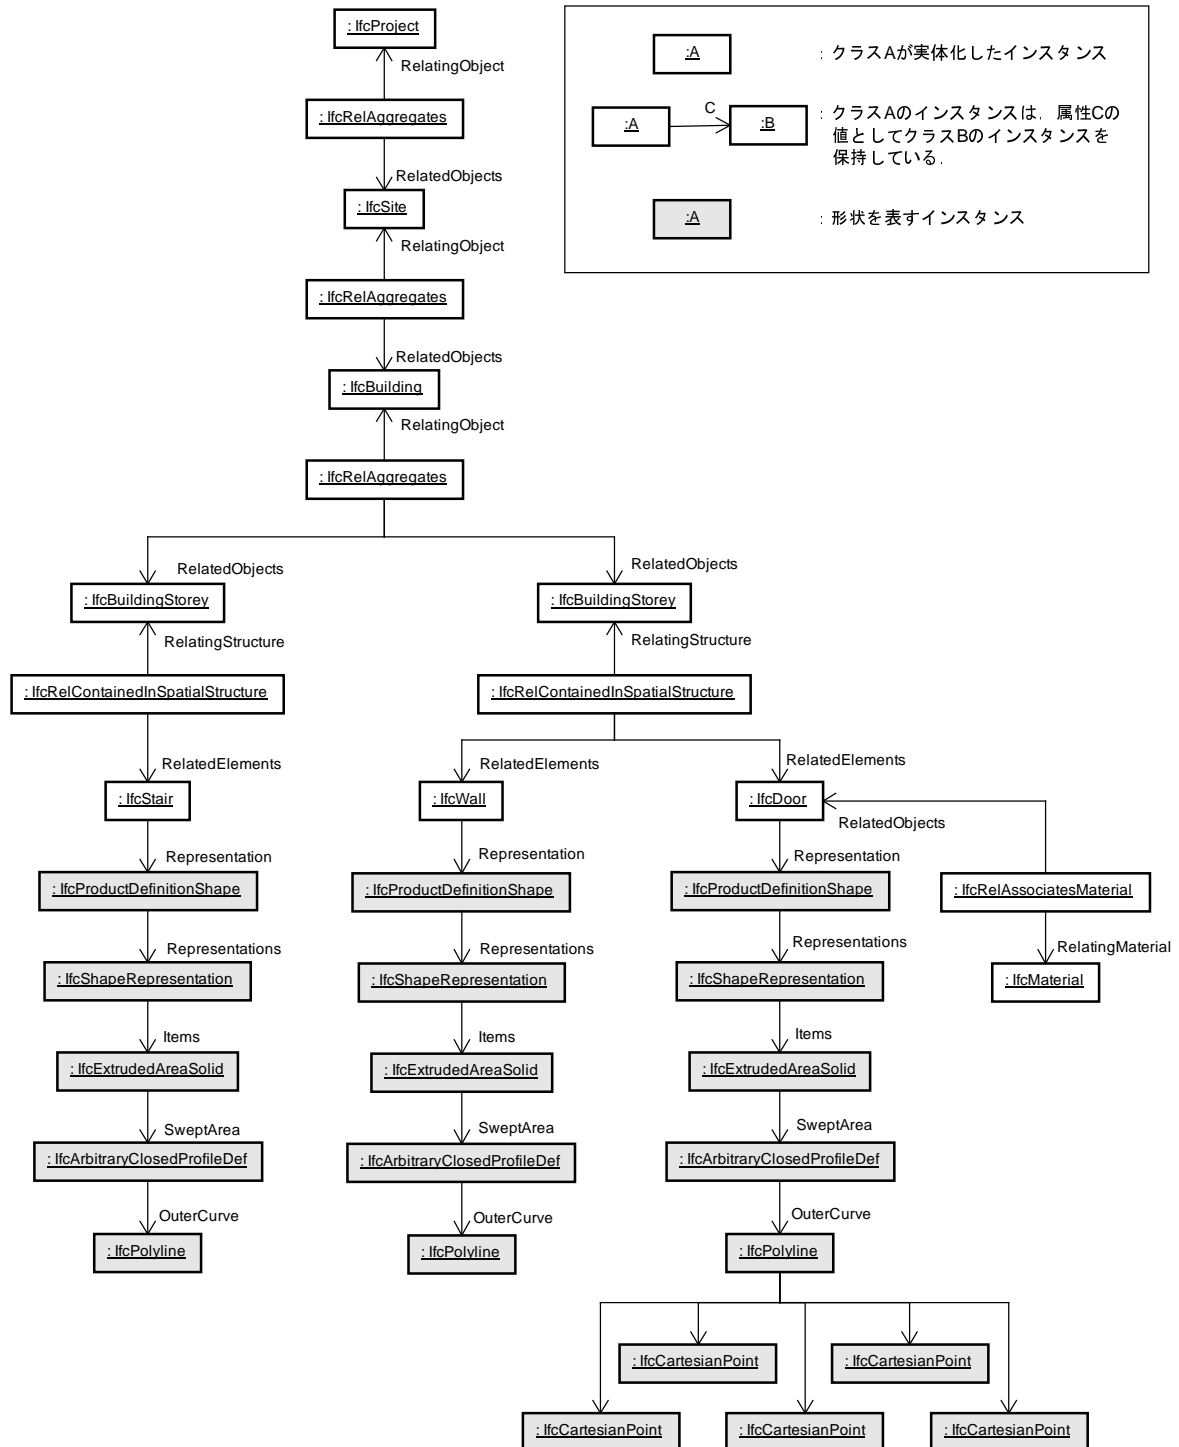 : IfcProject
RelatingObject
: IfcRelAggregates
RelatedObjects
: IfcSite
RelatingObject
: IfcRelAggregates
RelatedObjects
: IfcBuilding
RelatingObject
: IfcRelAggregates
:A
: クラスAが実体化したインスタンス
C
:A
:B
: クラスAのインスタンスは，属性Cの
値としてクラスBのインスタンスを
保持している．
:A
: 形状を表すインスタンス
RelatedObjects
RelatedObjects
: IfcBuildingStorey
: IfcBuildingStorey
RelatingStructure
RelatingStructure
: IfcRelContainedInSpatialStructure
: IfcRelContainedInSpatialStructure
RelatedElements
RelatedElements
RelatedElements
: IfcStair
: IfcWall
: IfcDoor
RelatedObjects
Representation
Representation
Representation
: IfcProductDefinitionShape
: IfcProductDefinitionShape
: IfcProductDefinitionShape
: IfcRelAssociatesMaterial
Representations
Representations
Representations
RelatingMaterial
: IfcShapeRepresentation
: IfcShapeRepresentation
: IfcShapeRepresentation
: IfcMaterial
Items
Items
Items
: IfcExtrudedAreaSolid
: IfcExtrudedAreaSolid
: IfcExtrudedAreaSolid
SweptArea
SweptArea
SweptArea
: IfcArbitraryClosedProfileDef
: IfcArbitraryClosedProfileDef
: IfcArbitraryClosedProfileDef
OuterCurve
OuterCurve
OuterCurve
: IfcPolyline
: IfcPolyline
: IfcPolyline
: IfcCartesianPoint
: IfcCartesianPoint
: IfcCartesianPoint
: IfcCartesianPoint
: IfcCartesianPoint